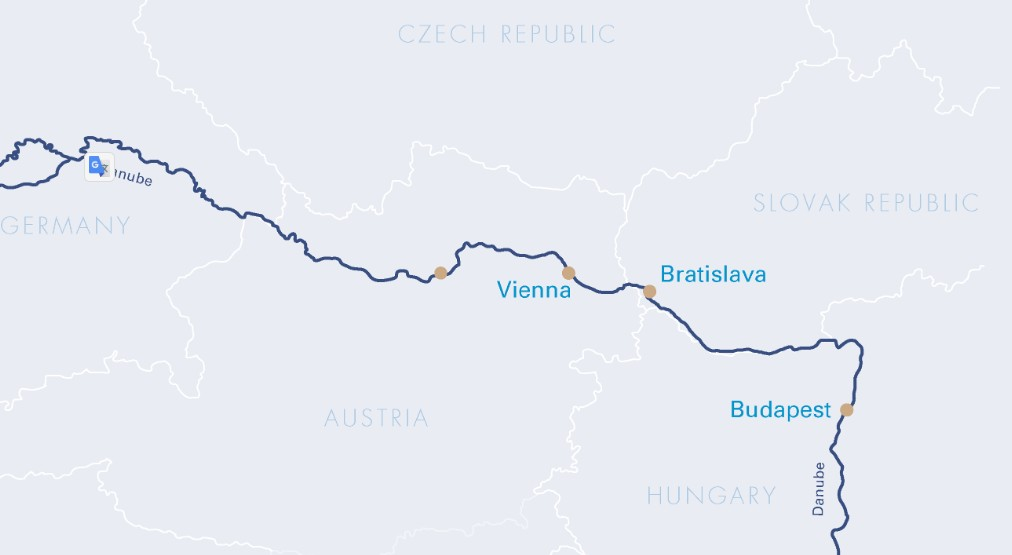 CZECH REPUBLIC
SLOVAK REPUBLIC
GERMANY
Bratislava
Vienna
Budapest
AUSTRIA
HUNGARY
Danube